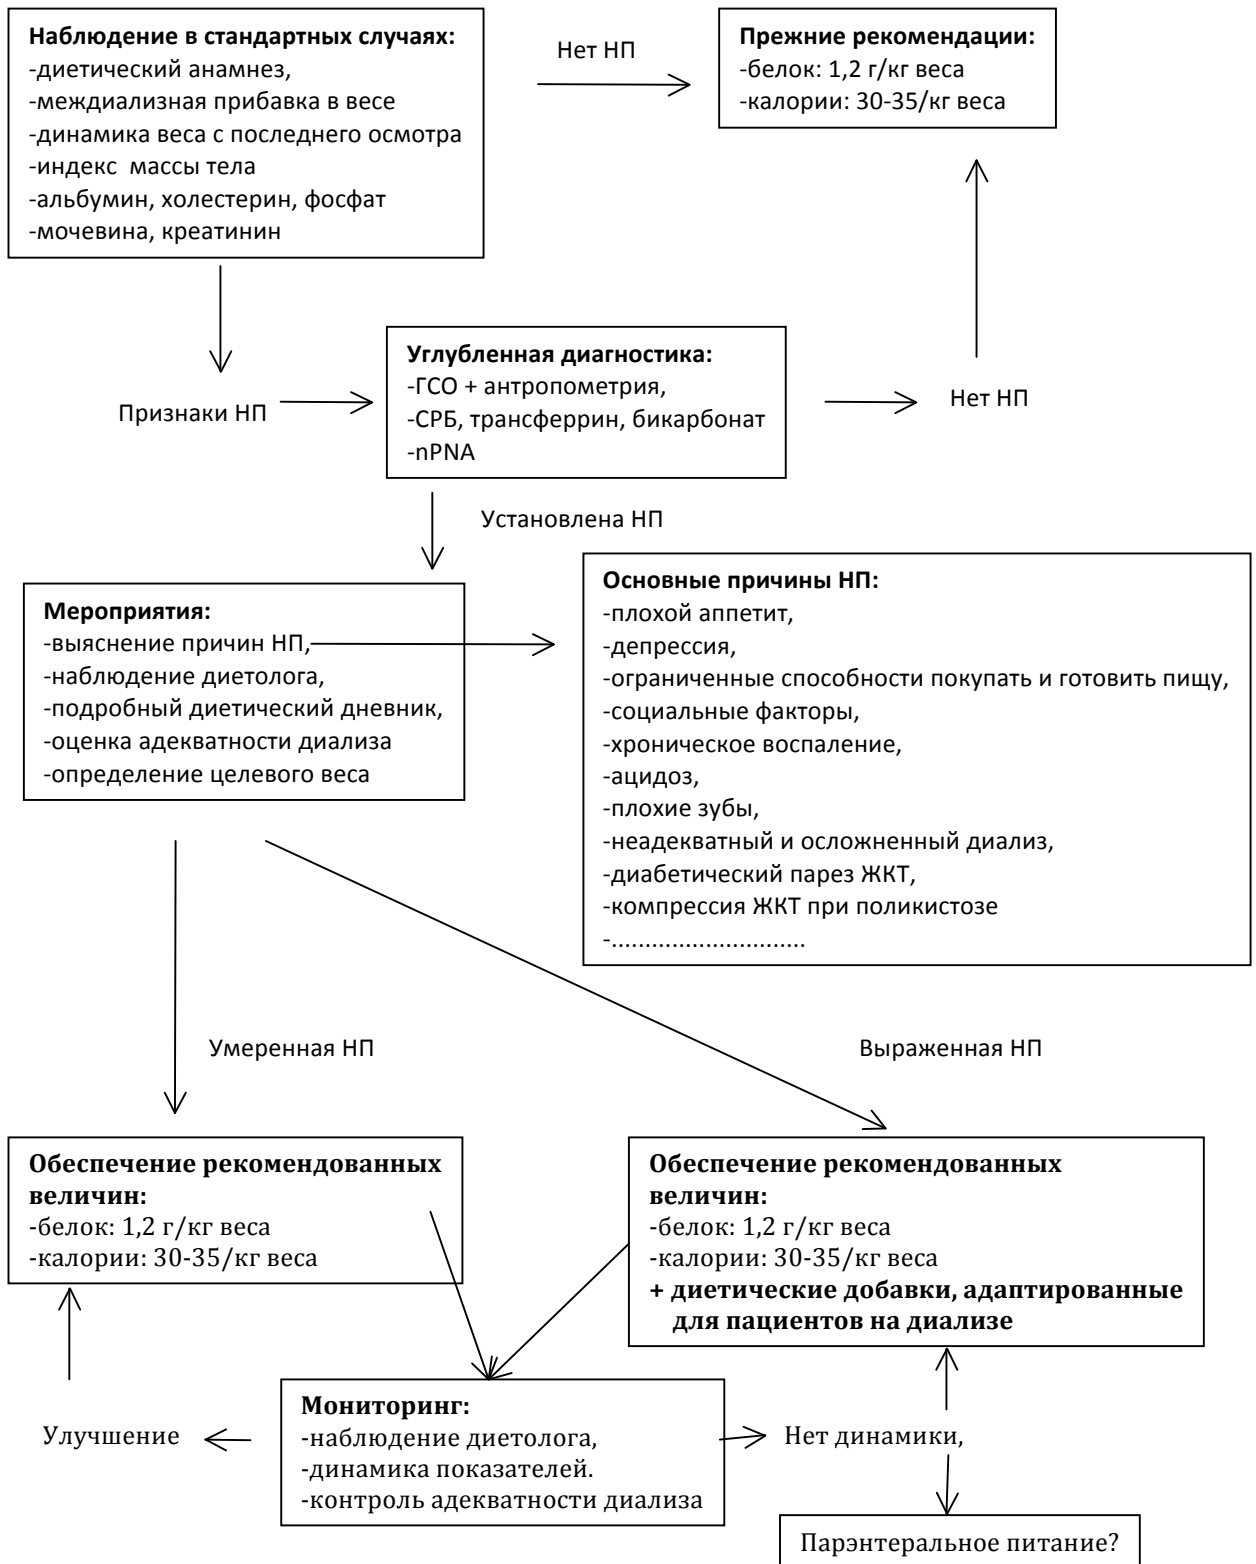 Наблюдение в стандартных случаях:
-диетический анамнез,
-междиализная прибавка в весе
-динамика веса с последнего осмотра
-индекс  массы тела
-альбумин, холестерин, фосфат
-мочевина, креатинин
Нет НП
Прежние рекомендации:
-белок: 1,2 г/кг веса
-калории: 30-35/кг веса
Признаки НП
Углубленная диагностика:
-ГСО + антропометрия,
-СРБ, трансферрин, бикарбонат
-nPNA
Нет НП
Установлена НП
Мероприятия:
-выяснение причин НП,
-наблюдение диетолога,
-подробный диетический дневник,
-оценка адекватности диализа
-определение целевого веса
Основные причины НП:
-плохой аппетит,
-депрессия,
-ограниченные способности покупать и готовить пищу,
-социальные факторы,
-хроническое воспаление,
-ацидоз,
-плохие зубы,
-неадекватный и осложненный диализ,
-диабетический парез ЖКТ,
-компрессия ЖКТ при поликистозе
-.............................
Умеренная НП
Выраженная НП
Обеспечение рекомендованных
величин:
-белок: 1,2 г/кг веса
-калории: 30-35/кг веса
Обеспечение рекомендованных
величин:
-белок: 1,2 г/кг веса
-калории: 30-35/кг веса
+ диетические добавки, адаптированные
для пациентов на диализе
Улучшение
Мониторинг:
-наблюдение диетолога,
-динамика показателей.
-контроль адекватности диализа
Нет динамики,
Парэнтеральное питание?